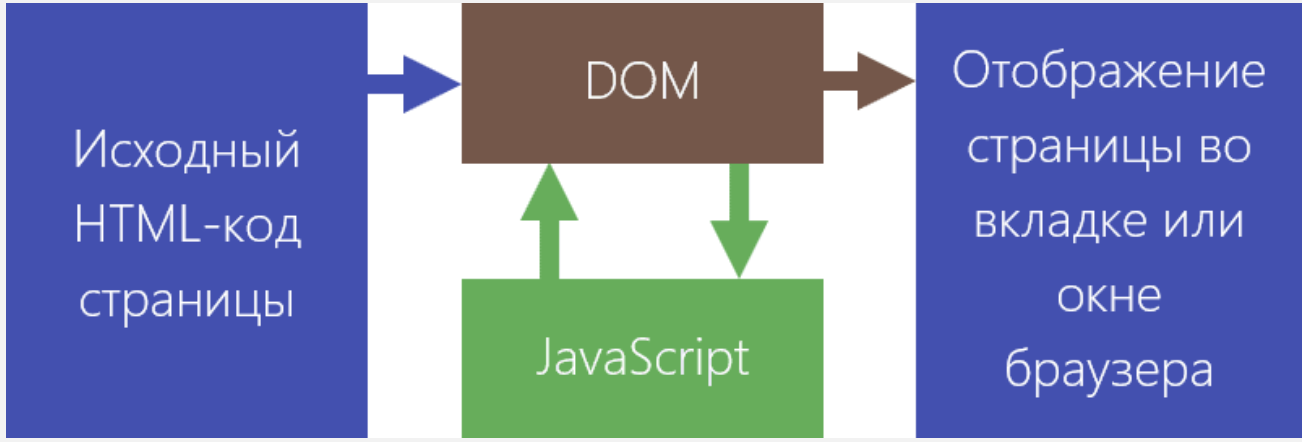 Исходный
HTML-код
страницы
DOM
JavaScript
Отображение
страницы во
вкладке или
окне
браузера